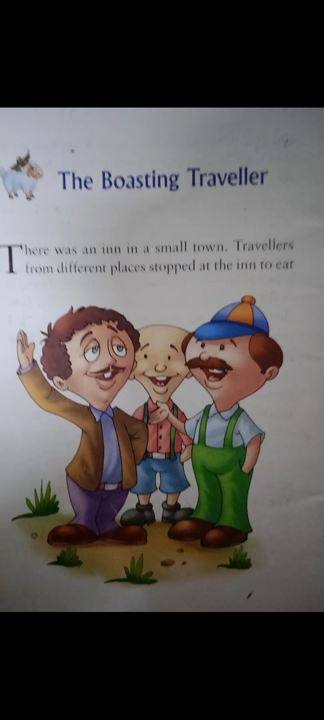 The Boasting Traveller
There was an inn in a small town. Travellers
from different places stopped at the inn to eat